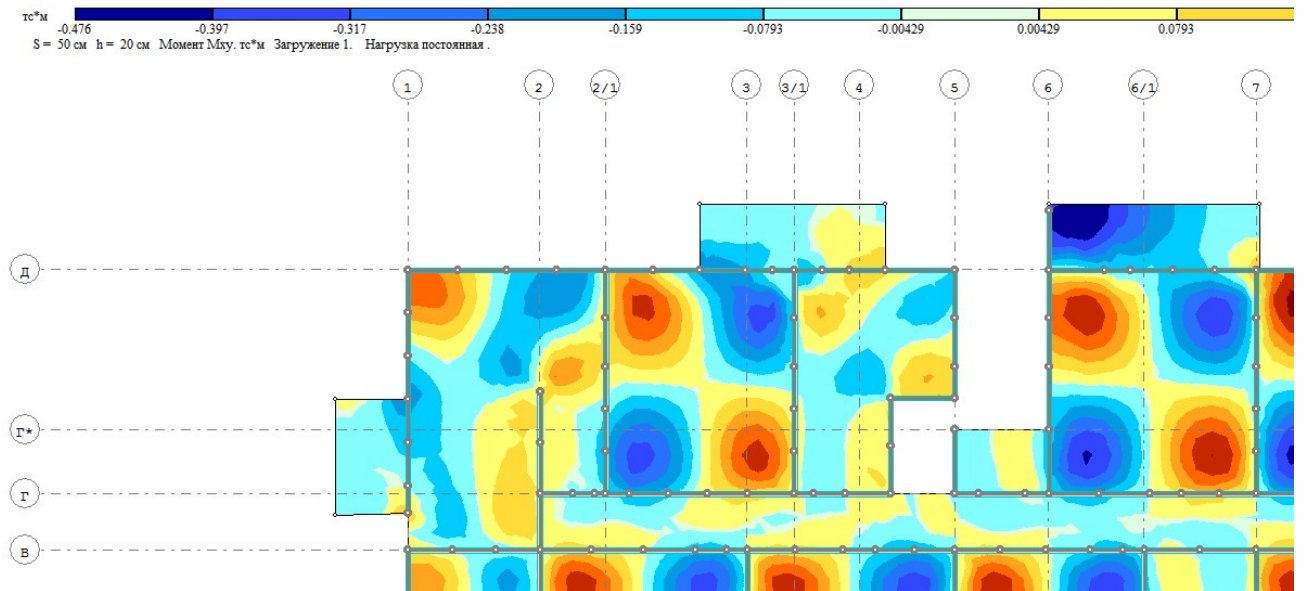 тс*м
-0.476 -0.397 -0.317 -0.238 -0.159 -0.0793 -0.00429 0.00429 0.0793
S = 50 см h = 20 см Момент Мху. тс*м Загружение 1. Нагрузка постоянная .
1 2 2/1 3 3/1 4 5 6 6/1 7
Д
Г*
Г
В